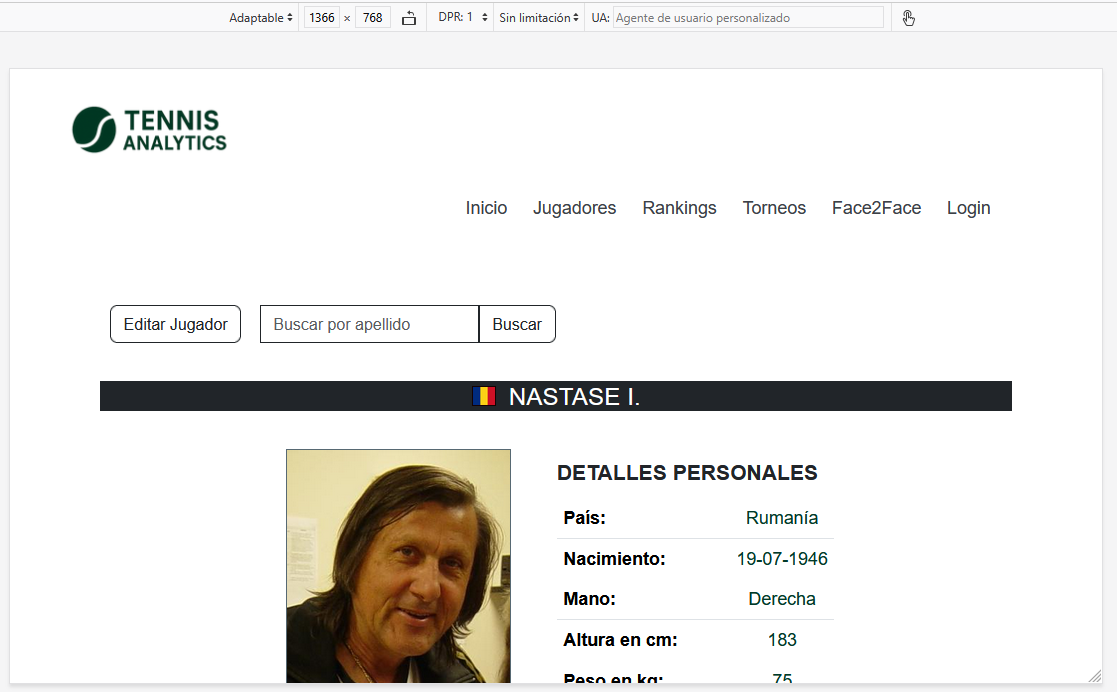 Adaptable 1366 × 768 DPR: 1 Sin limitación UA: Agente de usuario personalizado
TENNIS
ANALYTICS
Inicio Jugadores Rankings Torneos Face2Face Login
Editar Jugador Buscar por apellido Buscar
NASTASE I.
DETALLES PERSONALES
País: Rumanía
Nacimiento: 19-07-1946
Mano: Derecha
Altura en cm: 183
Peso en kg: 75